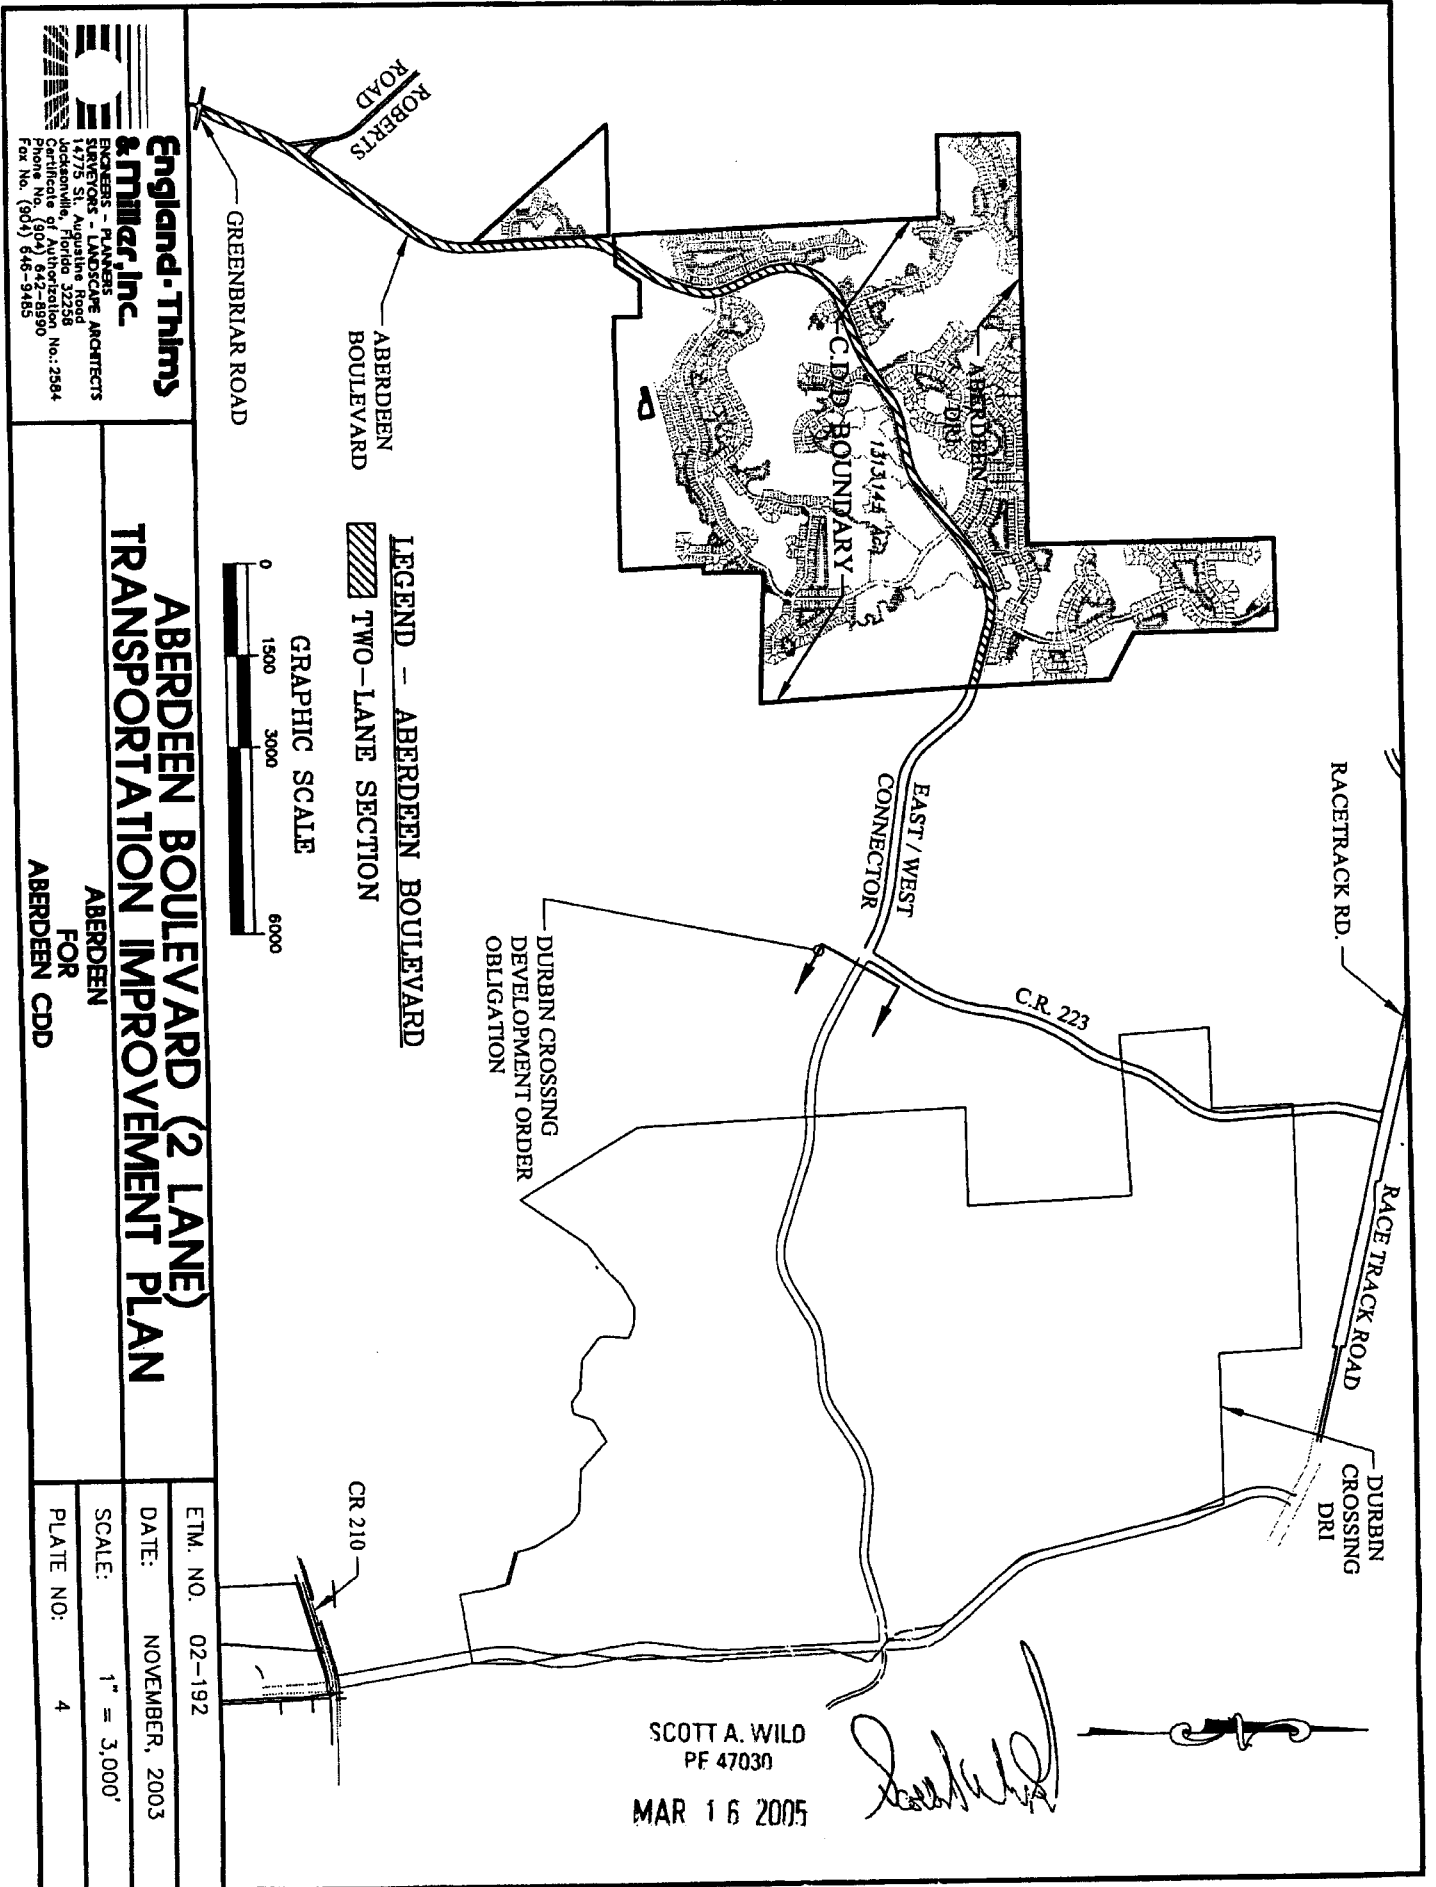 ROBERTS
ROAD
GREENBRIAR ROAD
ABERDEEN
BOULEVARD
C.D.D. BOUNDARY
ABERDEEN
DRI
RACETRACK RD.
EAST / WEST
CONNECTOR
C.R. 223
RACE TRACK ROAD
DURBIN CROSSING
DEVELOPMENT ORDER
OBLIGATION
DURBIN
CROSSING
DRI
CR 210
LEGEND - ABERDEEN BOULEVARD
TWO-LANE SECTION
GRAPHIC SCALE
0 1500 3000 6000
SCOTT A. WILD
PE 47030
MAR 16 2005
England-Thims
& Miller, Inc.
ENGINEERS - PLANNERS
SURVEYORS - LANDSCAPE ARCHITECTS
14775 St. Augustine Road
Jacksonville, Florida 32258
Certificate of Authorization No.: 2584
Phone No. (904) 642-8990
Fax No. (904) 646-9485
ABERDEEN BOULEVARD (2 LANE)
TRANSPORTATION IMPROVEMENT PLAN
ABERDEEN
FOR
ABERDEEN CDD
ETM. NO. 02-192
DATE: NOVEMBER, 2003
SCALE: 1" = 3,000'
PLATE NO: 4